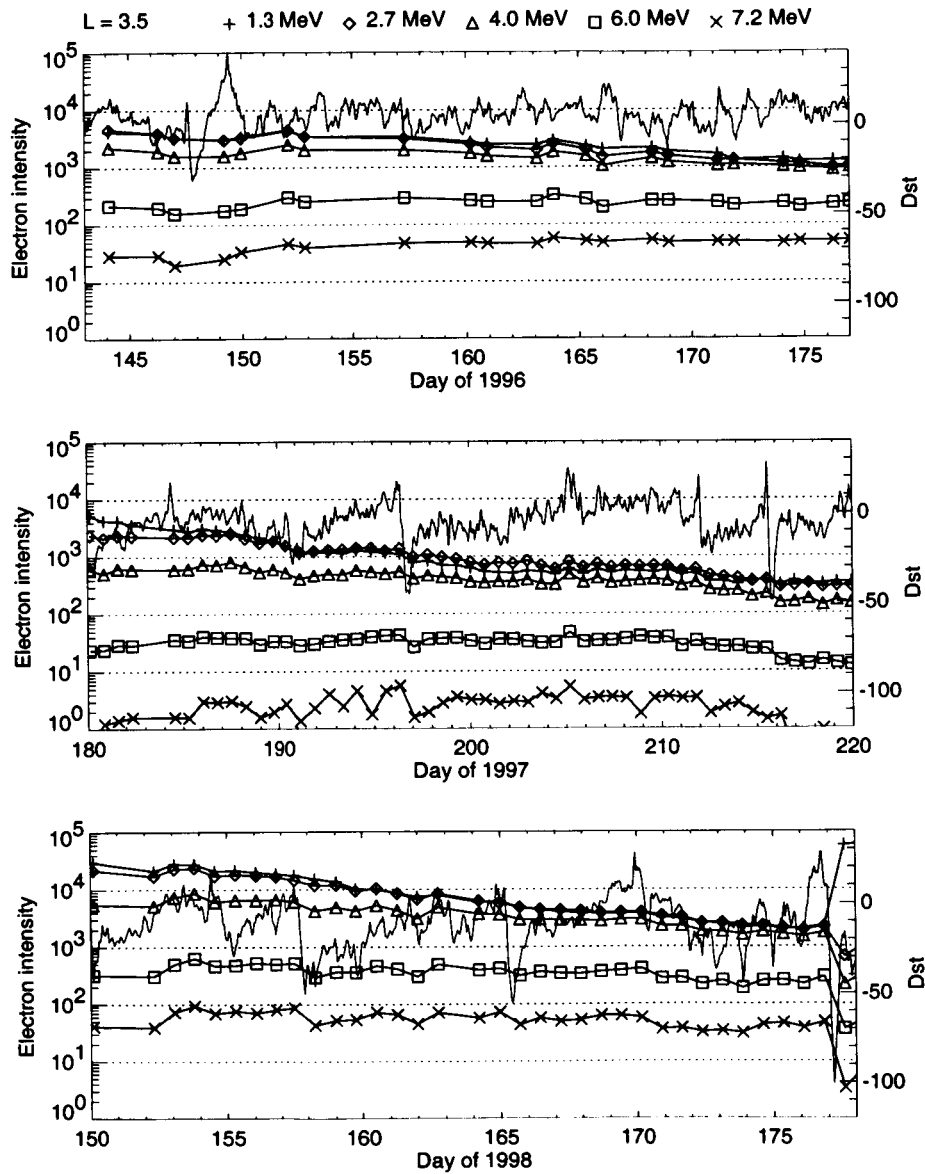 L = 3.5 + 1.3 MeV ◇ 2.7 MeV △ 4.0 MeV □ 6.0 MeV × 7.2 MeV
10^5
10^4
10^3
10^2
10^1
10^0
Electron intensity
0
-50
-100
Dst
145 150 155 160 165 170 175
Day of 1996
10^5
10^4
10^3
10^2
10^1
10^0
Electron intensity
0
-50
-100
Dst
180 190 200 210 220
Day of 1997
10^5
10^4
10^3
10^2
10^1
10^0
Electron intensity
0
-50
-100
Dst
150 155 160 165 170 175
Day of 1998